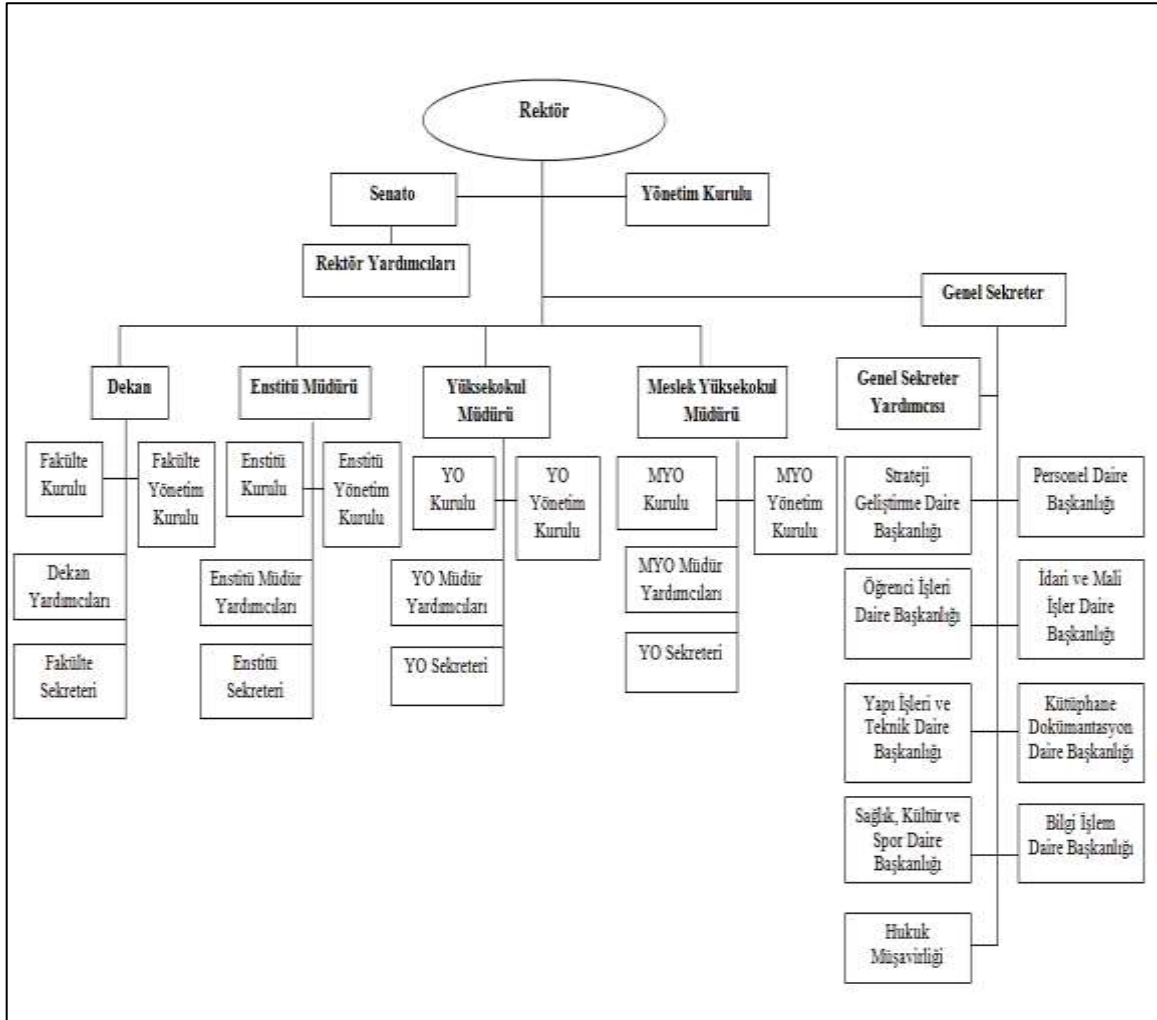 Rektör
Senato
Yönetim Kurulu
Rektör Yardımcıları
Genel Sekreter
Dekan
Enstitü Müdürü
Yüksekokul
Müdürü
Meslek Yüksekokul
Müdürü
Genel Sekreter
Yardımcısı
Fakülte
Kurulu
Fakülte
Yönetim
Kurulu
Enstitü
Kurulu
Enstitü
Yönetim
Kurulu
YO
Kurulu
YO
Yönetim
Kurulu
MYO
Kurulu
MYO
Yönetim
Kurulu
Strateji
Geliştirme Daire
Başkanlığı
Personel Daire
Başkanlığı
Dekan
Yardımcıları
Enstitü Müdür
Yardımcıları
YO Müdür
Yardımcıları
MYO Müdür
Yardımcıları
Öğrenci İşleri
Daire Başkanlığı
İdari ve Mali
İşler Daire
Başkanlığı
Fakülte
Sekreteri
Enstitü
Sekreteri
YO Sekreteri
YO Sekreteri
Yapı İşleri ve
Teknik Daire
Başkanlığı
Kütüphane
Dokümantasyon
Daire Başkanlığı
Sağlık, Kültür ve
Spor Daire
Başkanlığı
Bilgi İşlem
Daire Başkanlığı
Hukuk
Müşavirliği